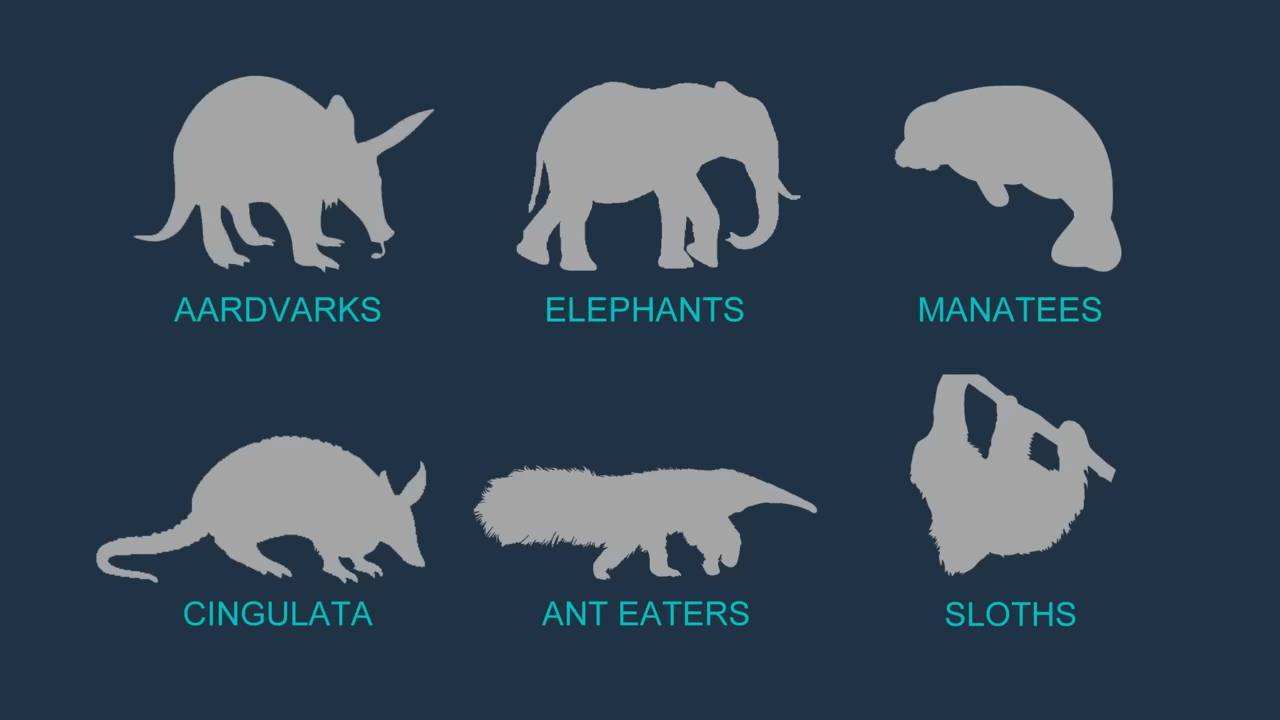 AARDVARKS
ELEPHANTS
MANATEES
CINGULATA
ANT EATERS
SLOTHS